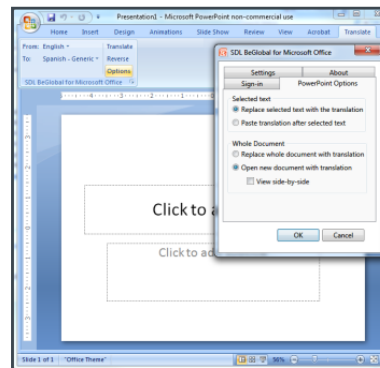 Presentation1 - Microsoft PowerPoint non-commercial use
Home Insert Design Animations Slide Show Review View Acrobat Translate
From: English Translate
To: Spanish - Generic Reverse
Options
SDL BeGlobal for Microsoft Office
SDL BeGlobal for Microsoft Office
Settings About
Sign-in PowerPoint Options
Selected text
Replace selected text with the translation
Paste translation after selected text
Whole Document
Replace whole document with translation
Open new document with translation
View side-by-side
OK Cancel
Click to a
Click to ad
Slide 1 of 1 "Office Theme" 50%